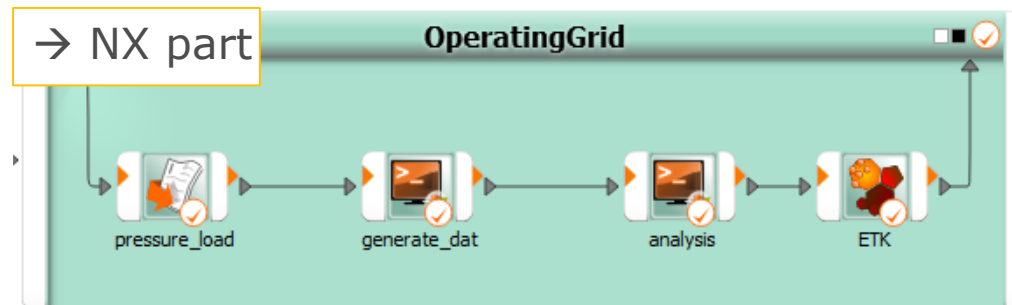 → NX part
OperatingGrid
>_
>_
pressure_load
generate_dat
analysis
ETK